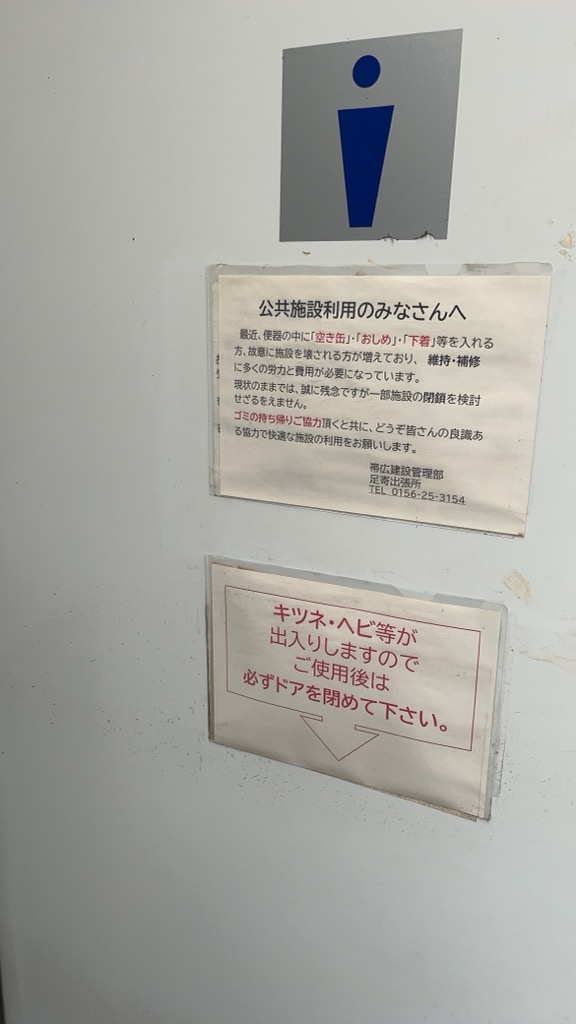 公共施設利用のみなさんへ
最近、便器の中に｢空き缶｣･｢おしめ｣･｢下着｣等を入れる
方、故意に施設を壊される方が増えており、維持・補修
に多くの労力と費用が必要になっています。
現状のままでは、誠に残念ですが一部施設の閉鎖を検討
せざるをえません。
ゴミの持ち帰りご協力頂くと共に、どうぞ皆さんの良識あ
る協力で快適な施設の利用をお願いします。
帯広建設管理部
足寄出張所
TEL 0156-25-3154
キツネ・ヘビ等が
出入りしますので
ご使用後は
必ずドアを閉めて下さい。